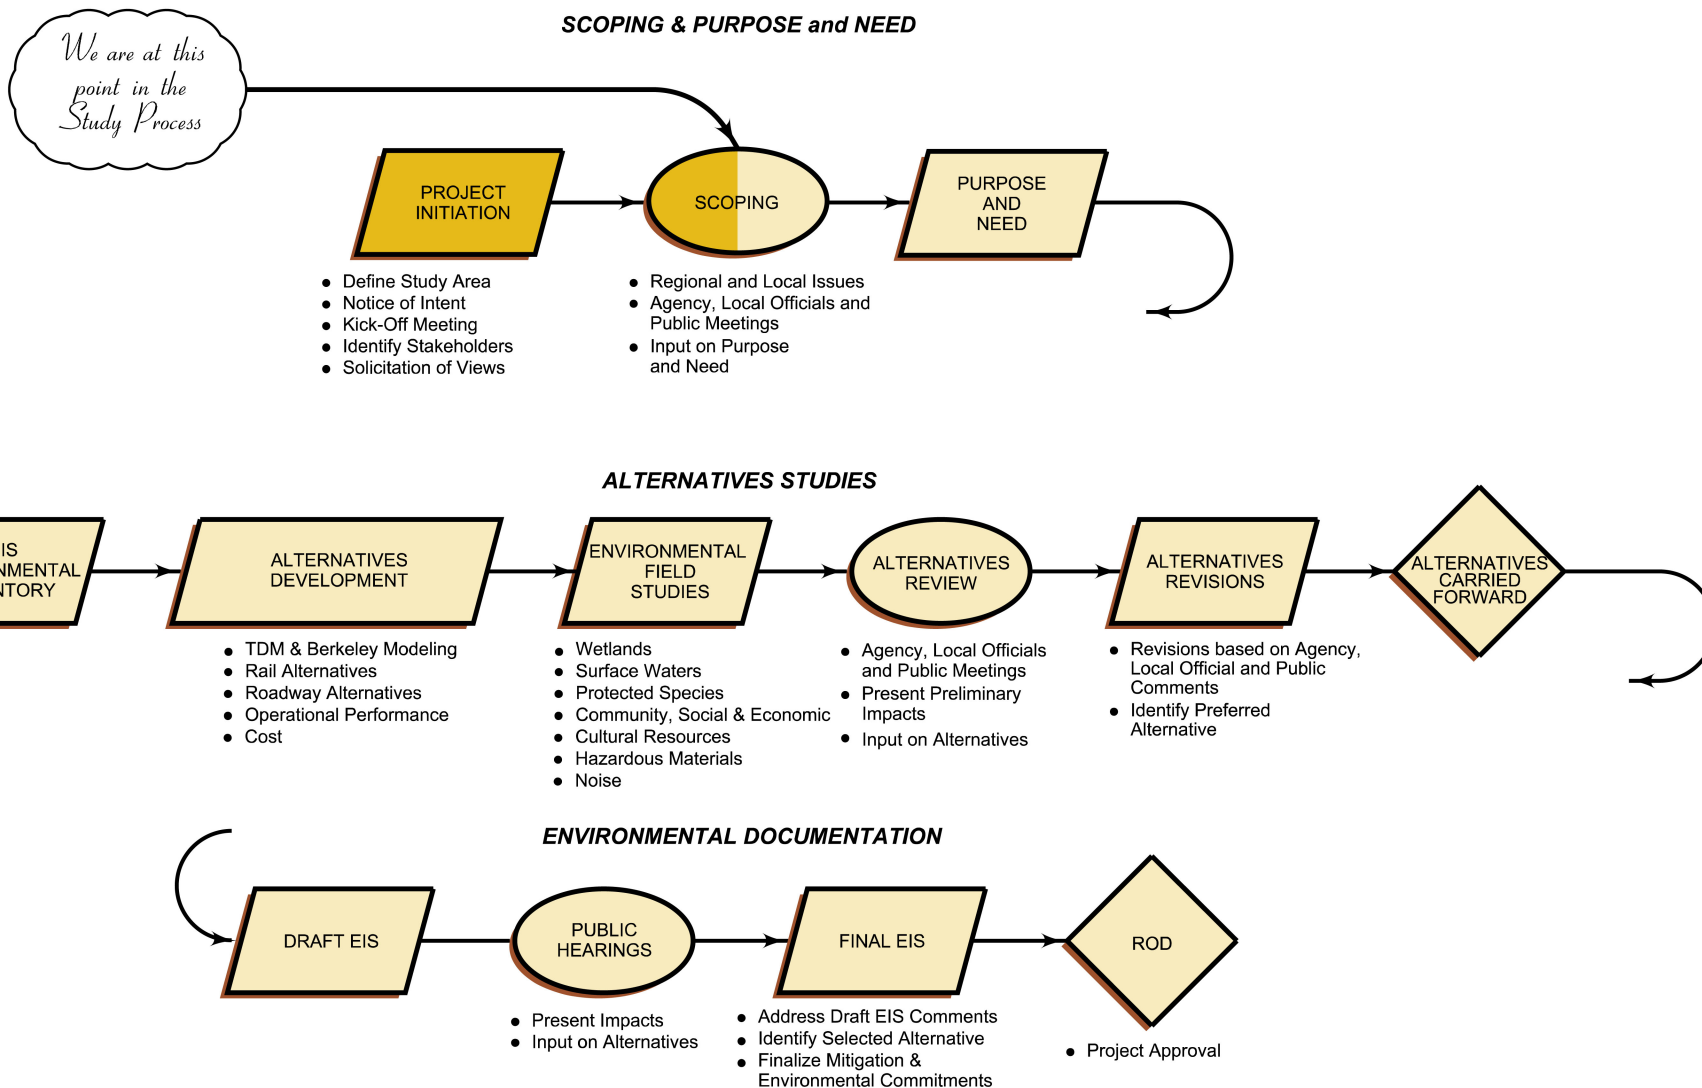 SCOPING & PURPOSE and NEED
We are at this
point in the
Study Process
PROJECT
INITIATION
SCOPING
PURPOSE
AND
NEED
Define Study Area
Notice of Intent
Kick-Off Meeting
Identify Stakeholders
Solicitation of Views
Regional and Local Issues
Agency, Local Officials and
Public Meetings
Input on Purpose
and Need
ALTERNATIVES STUDIES
IS
NMENTAL
NTORY
ALTERNATIVES
DEVELOPMENT
ENVIRONMENTAL
FIELD
STUDIES
ALTERNATIVES
REVIEW
ALTERNATIVES
REVISIONS
ALTERNATIVES
CARRIED
FORWARD
TDM & Berkeley Modeling
Rail Alternatives
Roadway Alternatives
Operational Performance
Cost
Wetlands
Surface Waters
Protected Species
Community, Social & Economic
Cultural Resources
Hazardous Materials
Noise
Agency, Local Officials
and Public Meetings
Present Preliminary
Impacts
Input on Alternatives
Revisions based on Agency,
Local Official and Public
Comments
Identify Preferred
Alternative
ENVIRONMENTAL DOCUMENTATION
DRAFT EIS
PUBLIC
HEARINGS
FINAL EIS
ROD
Present Impacts
Input on Alternatives
Address Draft EIS Comments
Identify Selected Alternative
Finalize Mitigation &
Environmental Commitments
Project Approval